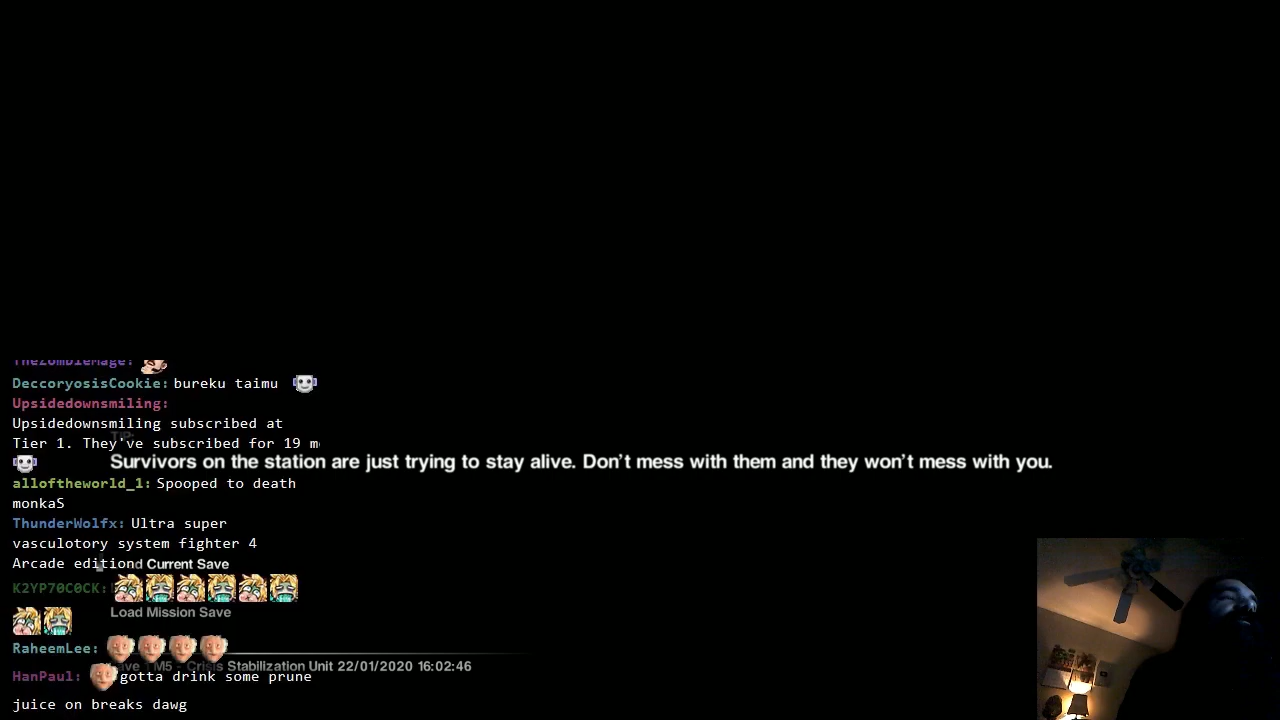 TheZombieMage:
DeccoryosisCookie: bureku taimu
Upsidedownsmiling:
Upsidedownsmiling subscribed at
Tier 1. They've subscribed for 19 m
TIP:
Survivors on the station are just trying to stay alive. Don't mess with them and they won't mess with you.
alloftheworld_1: Spooped to death
monkaS
ThunderWolfx: Ultra super
vasculotory system fighter 4
Arcade edition
Current Save
K2YP70C0CK:
Load Mission Save
RaheemLee:
M5 - Crisis Stabilization Unit 22/01/2020 16:02:46
HanPaul: gotta drink some prune
juice on breaks dawg